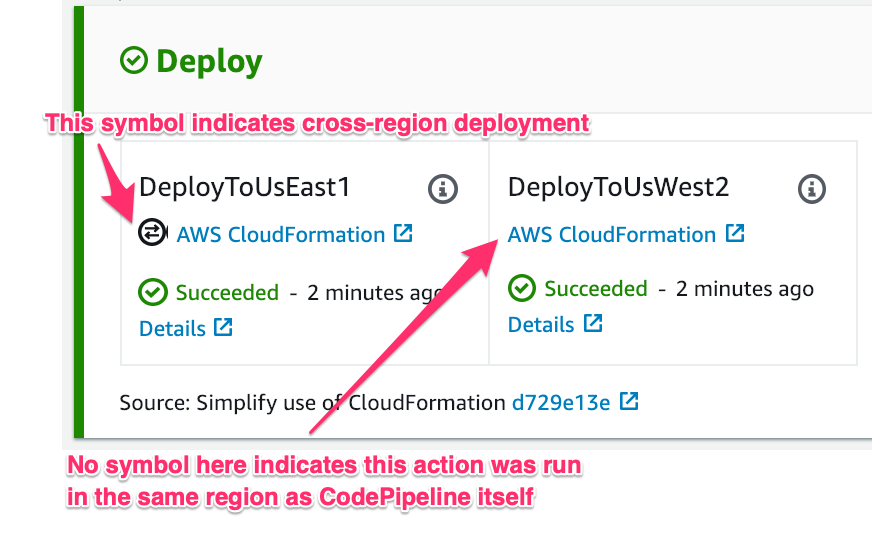 Deploy
This symbol indicates cross-region deployment
DeployToUsEast1
AWS CloudFormation
Succeeded - 2 minutes ago
Details
DeployToUsWest2
AWS CloudFormation
Succeeded - 2 minutes ago
Details
Source: Simplify use of CloudFormation d729e13e
No symbol here indicates this action was run
in the same region as CodePipeline itself